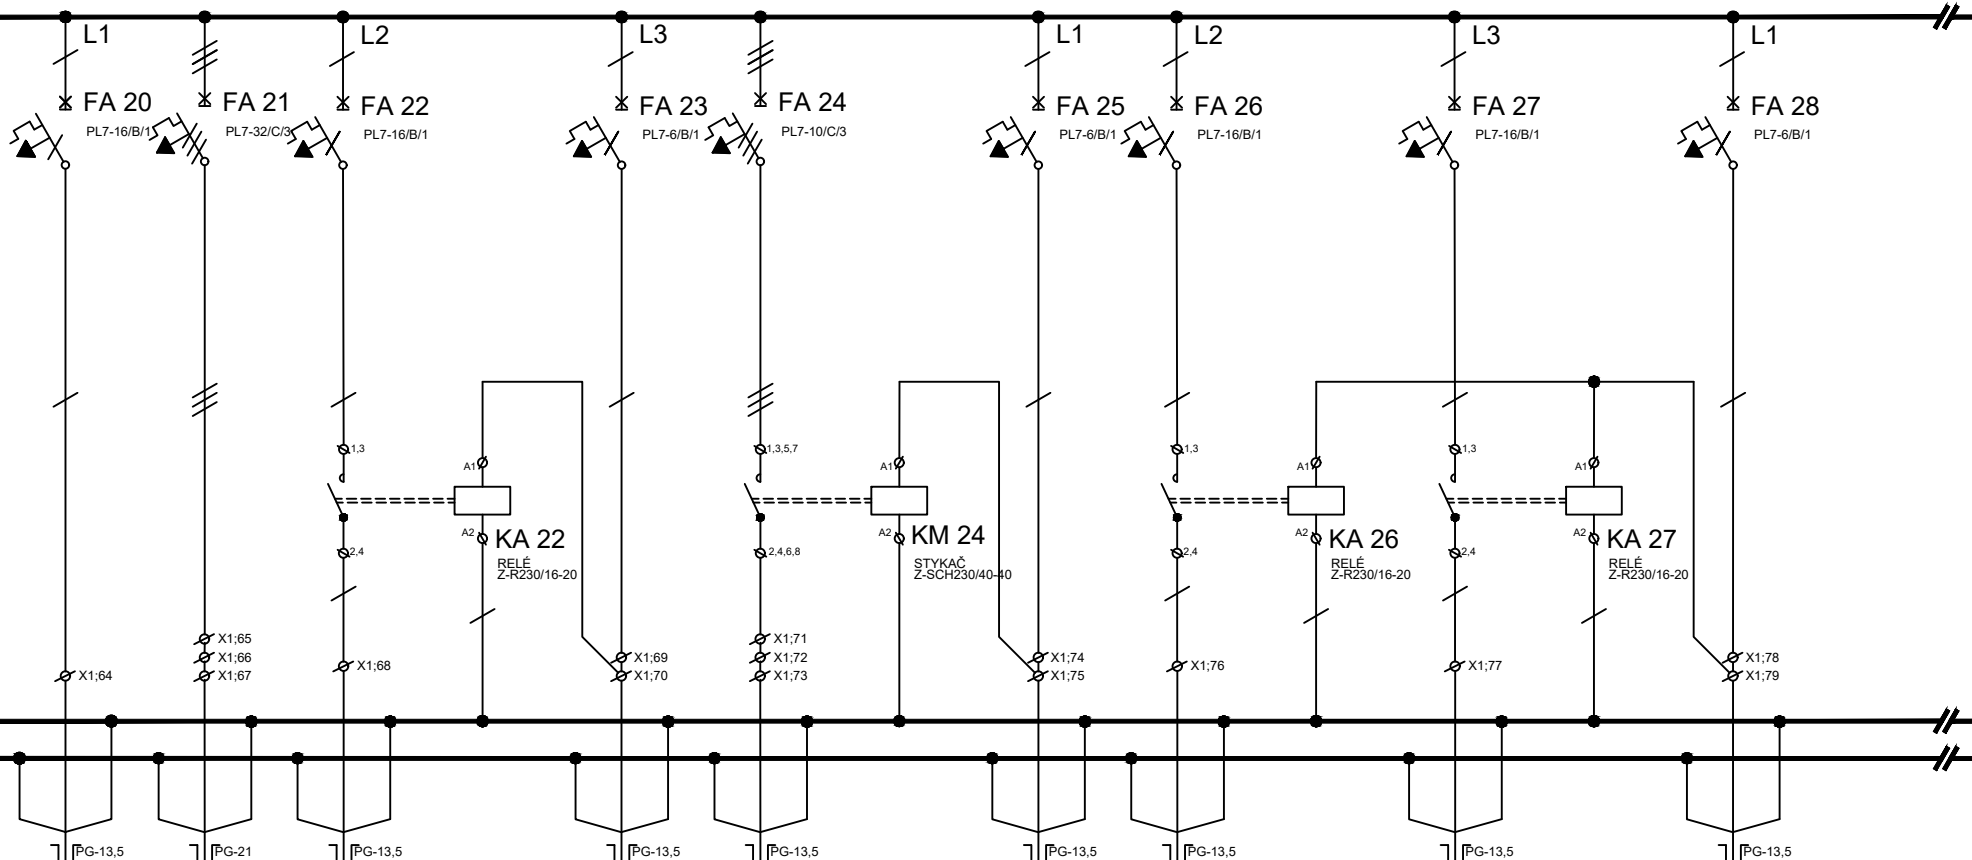 L1
L2
L3
L1
L2
L3
L1
FA 20
PL7-16/B/1
FA 21
PL7-32/C/3
FA 22
PL7-16/B/1
FA 23
PL7-6/B/1
FA 24
PL7-10/C/3
FA 25
PL7-6/B/1
FA 26
PL7-16/B/1
FA 27
PL7-16/B/1
FA 28
PL7-6/B/1
1,3
A1
1,3,5,7
A1
1,3
A1
1,3
A1
2,4
A2
KA 22
RELÉ
Z-R230/16-20
2,4,6,8
A2
KM 24
STYKAČ
Z-SCH230/40-40
2,4
A2
KA 26
RELÉ
Z-R230/16-20
2,4
A2
KA 27
RELÉ
Z-R230/16-20
X1;64
X1;65
X1;66
X1;67
X1;68
X1;69
X1;70
X1;71
X1;72
X1;73
X1;74
X1;75
X1;76
X1;77
X1;78
X1;79
PG-13,5
PG-21
PG-13,5
PG-13,5
PG-13,5
PG-13,5
PG-13,5
PG-13,5
PG-13,5